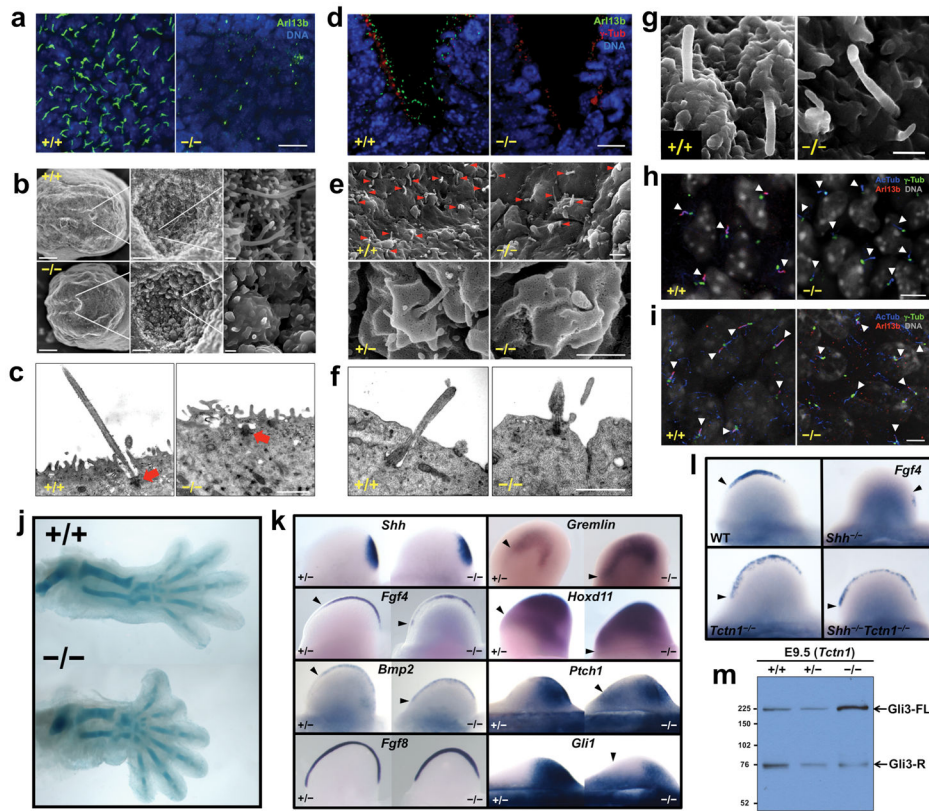 a
Arl13b
DNA
+/+
−/−
b
+/+
−/−
c
+/+
−/−
d
Arl13b
γ-Tub
DNA
+/+
−/−
e
+/+
−/−
+/−
−/−
f
+/+
−/−
g
+/+
−/−
h
AcTub γ-Tub
Arl13b DNA
+/+
−/−
i
AcTub γ-Tub
Arl13b DNA
+/+
−/−
j
+/+
−/−
k
Shh
+/−
−/−
Gremlin
+/−
−/−
Fgf4
+/−
−/−
Hoxd11
+/−
−/−
Bmp2
+/−
−/−
Ptch1
+/−
−/−
Fgf8
+/−
−/−
Gli1
+/−
−/−
l
Fgf4
WT
Shh−/−
Tctn1−/−
Shh−/−Tctn1−/−
m
E9.5 (Tctn1)
+/+ +/− −/−
225
150
102
76
52
Gli3-FL
Gli3-R